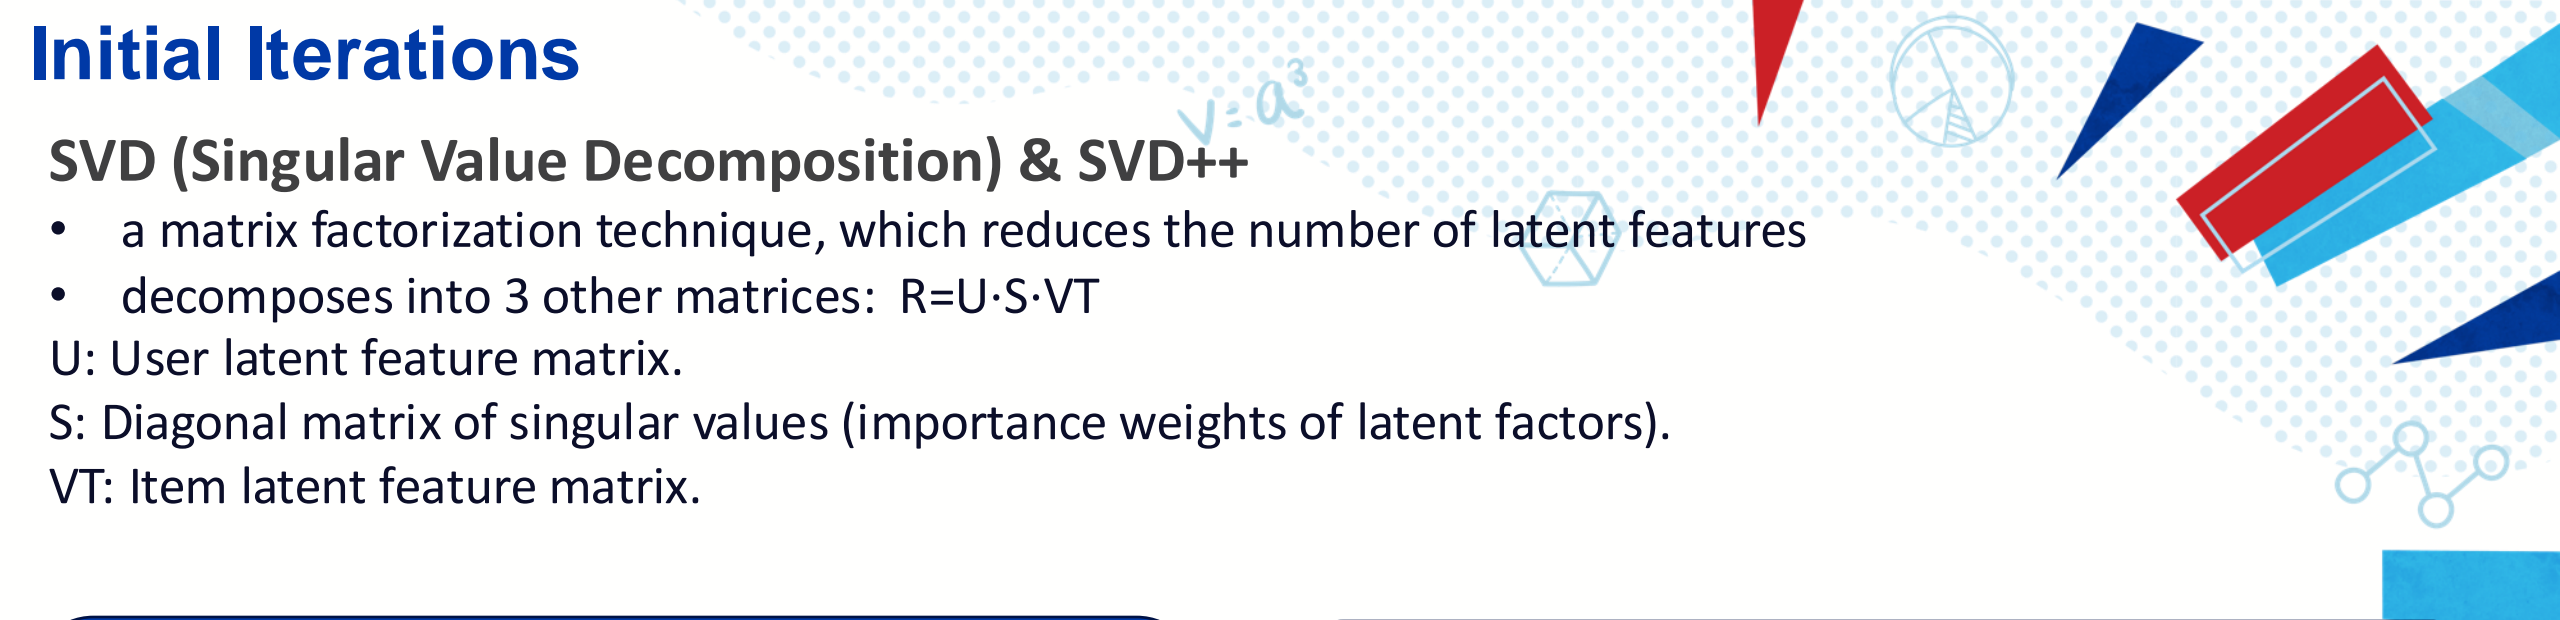 Initial Iterations
V=a³
SVD (Singular Value Decomposition) & SVD++
• a matrix factorization technique, which reduces the number of latent features
• decomposes into 3 other matrices: R=U·S·VT
U: User latent feature matrix.
S: Diagonal matrix of singular values (importance weights of latent factors).
VT: Item latent feature matrix.